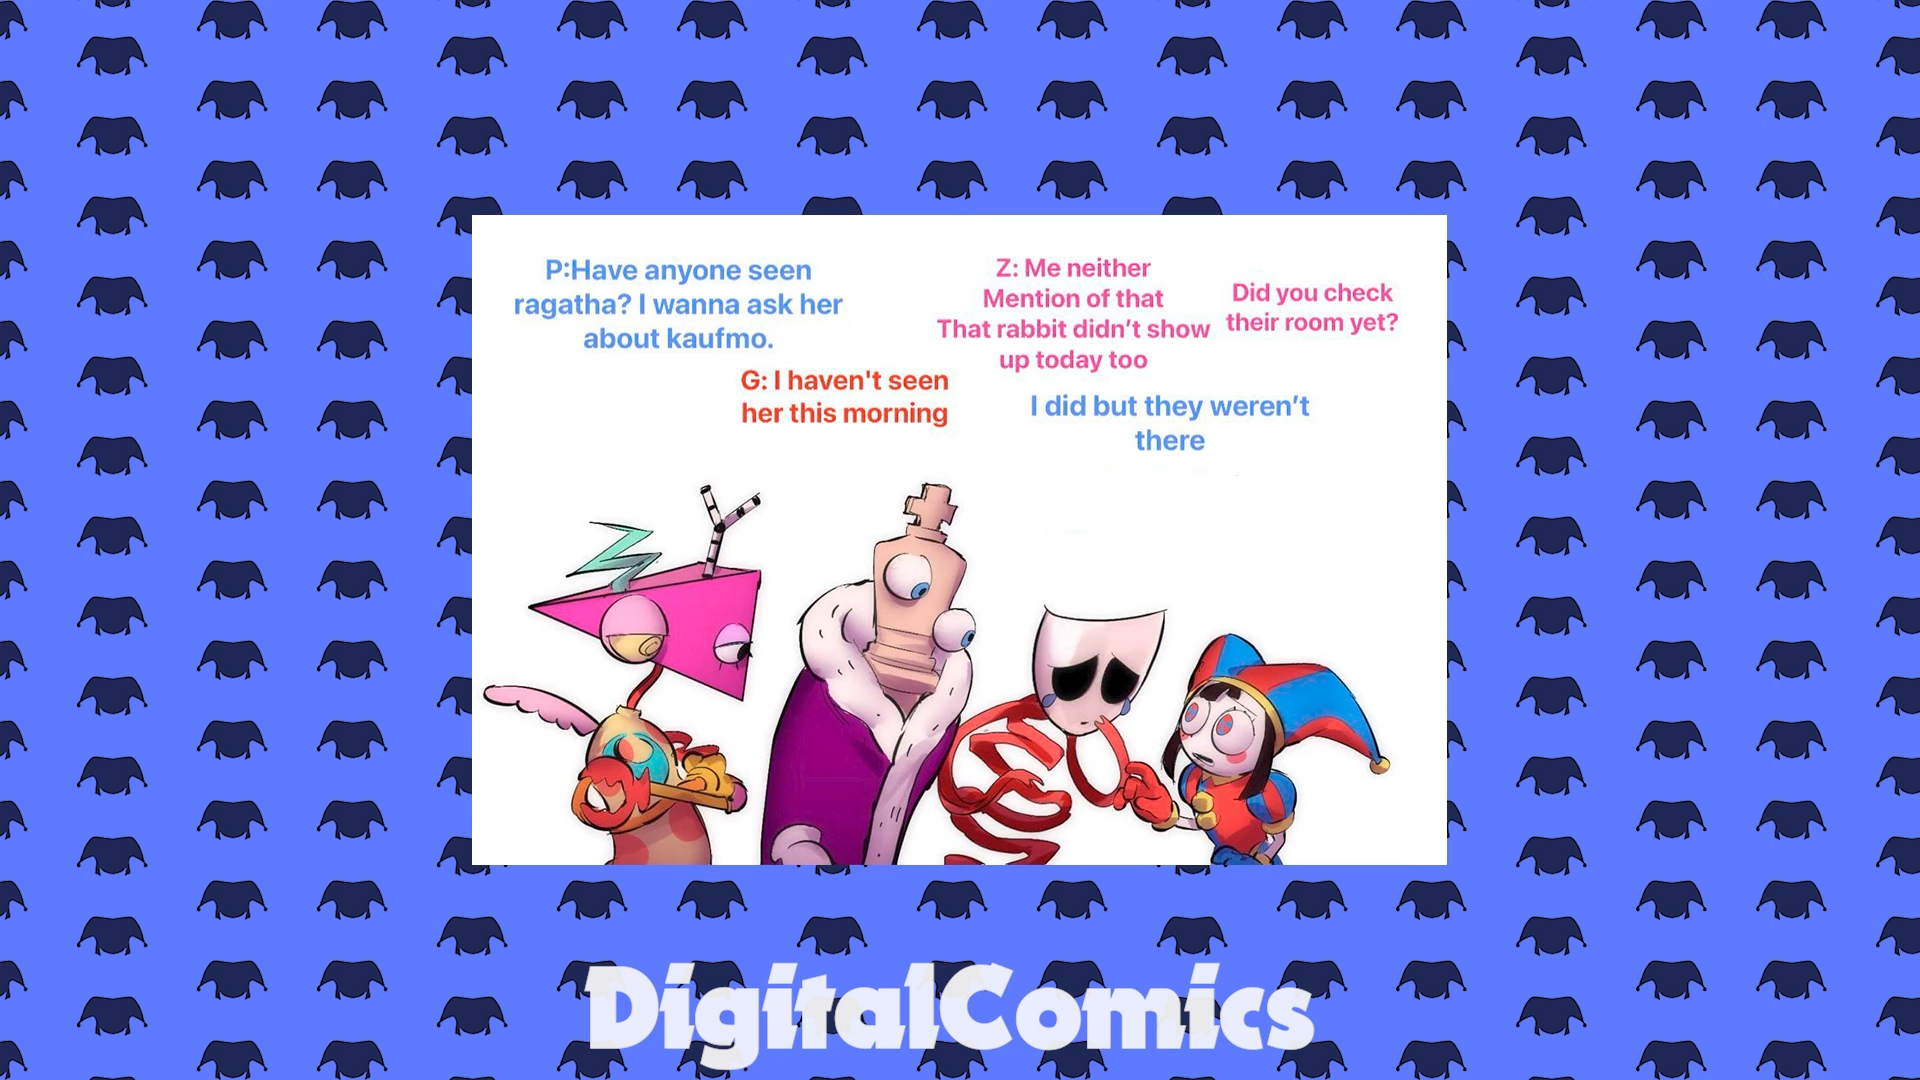 P:Have anyone seen
ragatha? I wanna ask her
about kaufmo.
G: I haven't seen
her this morning
Z: Me neither
Mention of that
That rabbit didn’t show
up today too
Did you check
their room yet?
I did but they weren’t
there
DigitalComics